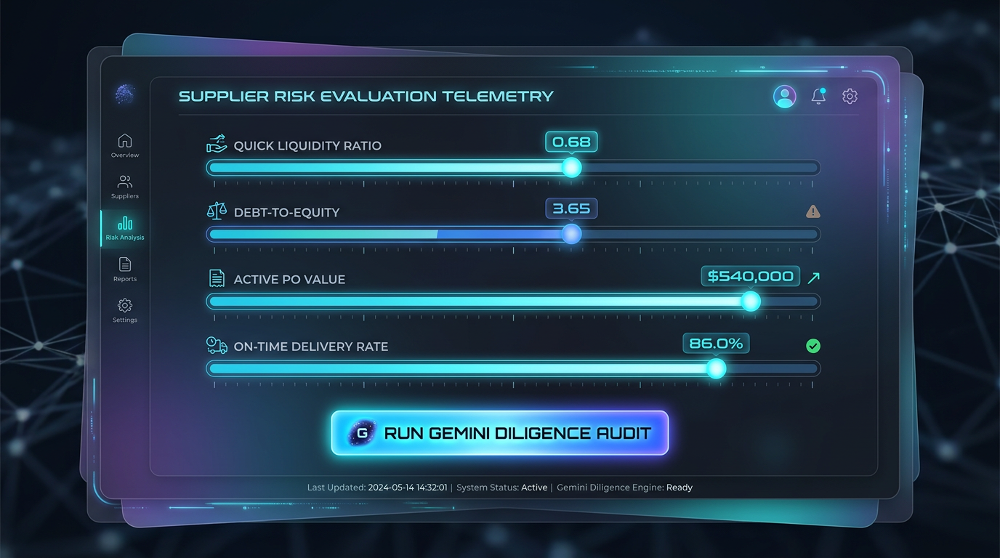 SUPPLIER RISK EVALUATION TELEMETRY
Overview
Suppliers
Risk Analysis
Reports
Settings
QUICK LIQUIDITY RATIO
0.68
DEBT-TO-EQUITY
3.65
ACTIVE PO VALUE
$540,000
ON-TIME DELIVERY RATE
86.0%
G RUN GEMINI DILIGENCE AUDIT
Last Updated: 2024-05-14 14:32:01 | System Status: Active | Gemini Diligence Engine: Ready